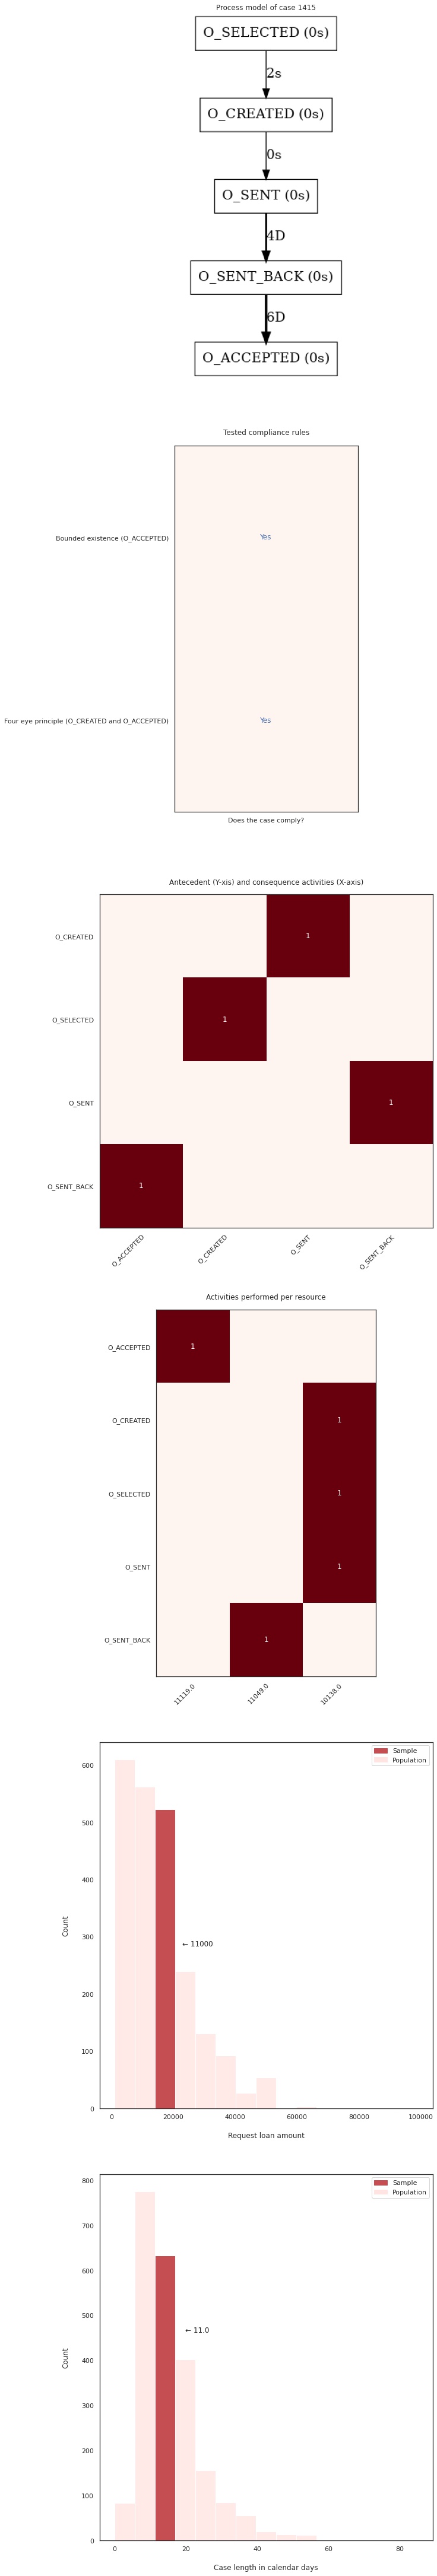 Process model of case 1415
O_SELECTED (0s)
2s
O_CREATED (0s)
0s
O_SENT (0s)
4D
O_SENT_BACK (0s)
6D
O_ACCEPTED (0s)
Tested compliance rules
Bounded existence (O_ACCEPTED)
Yes
Four eye principle (O_CREATED and O_ACCEPTED)
Yes
Does the case comply?
Antecedent (Y-xis) and consequence activities (X-axis)
O_CREATED
1
O_SELECTED
1
O_SENT
1
O_SENT_BACK
1
O_ACCEPTED
O_CREATED
O_SENT
O_SENT_BACK
Activities performed per resource
O_ACCEPTED
1
O_CREATED
1
O_SELECTED
1
O_SENT
1
O_SENT_BACK
1
11119.0
11049.0
10138.0
Sample
Population
600
500
400
300
200
100
0
Count
← 11000
0
20000
40000
60000
80000
100000
Request loan amount
Sample
Population
800
700
600
500
400
300
200
100
0
Count
← 11.0
0
20
40
60
80
Case length in calendar days